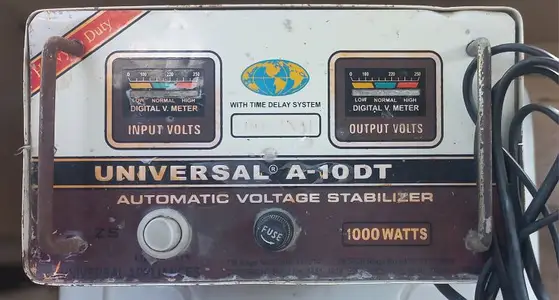 Heavy Duty
0 180 220 250
LOW NORMAL HIGH
DIGITAL V. METER
INPUT VOLTS
WITH TIME DELAY SYSTEM
0 180 220 250
LOW NORMAL HIGH
DIGITAL V. METER
OUTPUT VOLTS
UNIVERSAL® A-10DT
AUTOMATIC VOLTAGE STABILIZER
FUSE
1000 WATTS